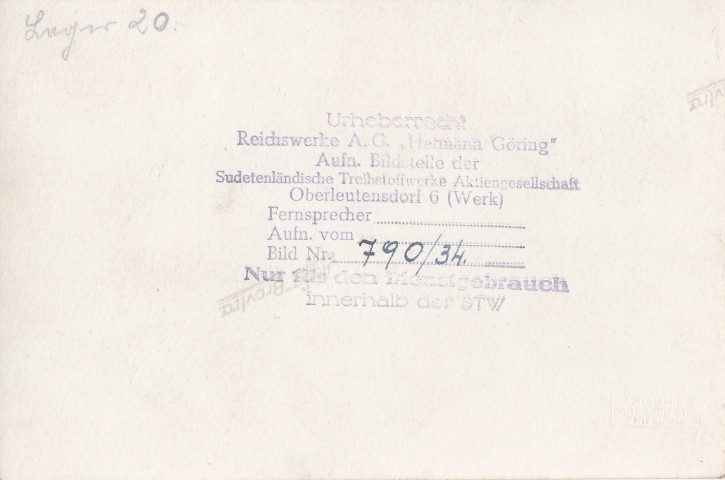 Lager 20.
Urheberrecht
Reichswerke A. G. „Hermann Göring"
Aufn. Bildstelle der
Sudetenländische Treibstoffwerke Aktiengesellschaft
Oberleutensdorf 6 (Werk)
Fernsprecher
Aufn. vom
Bild Nr. 790/34.
Nur für den Dienstgebrauch
innerhalb der STW
Brovira